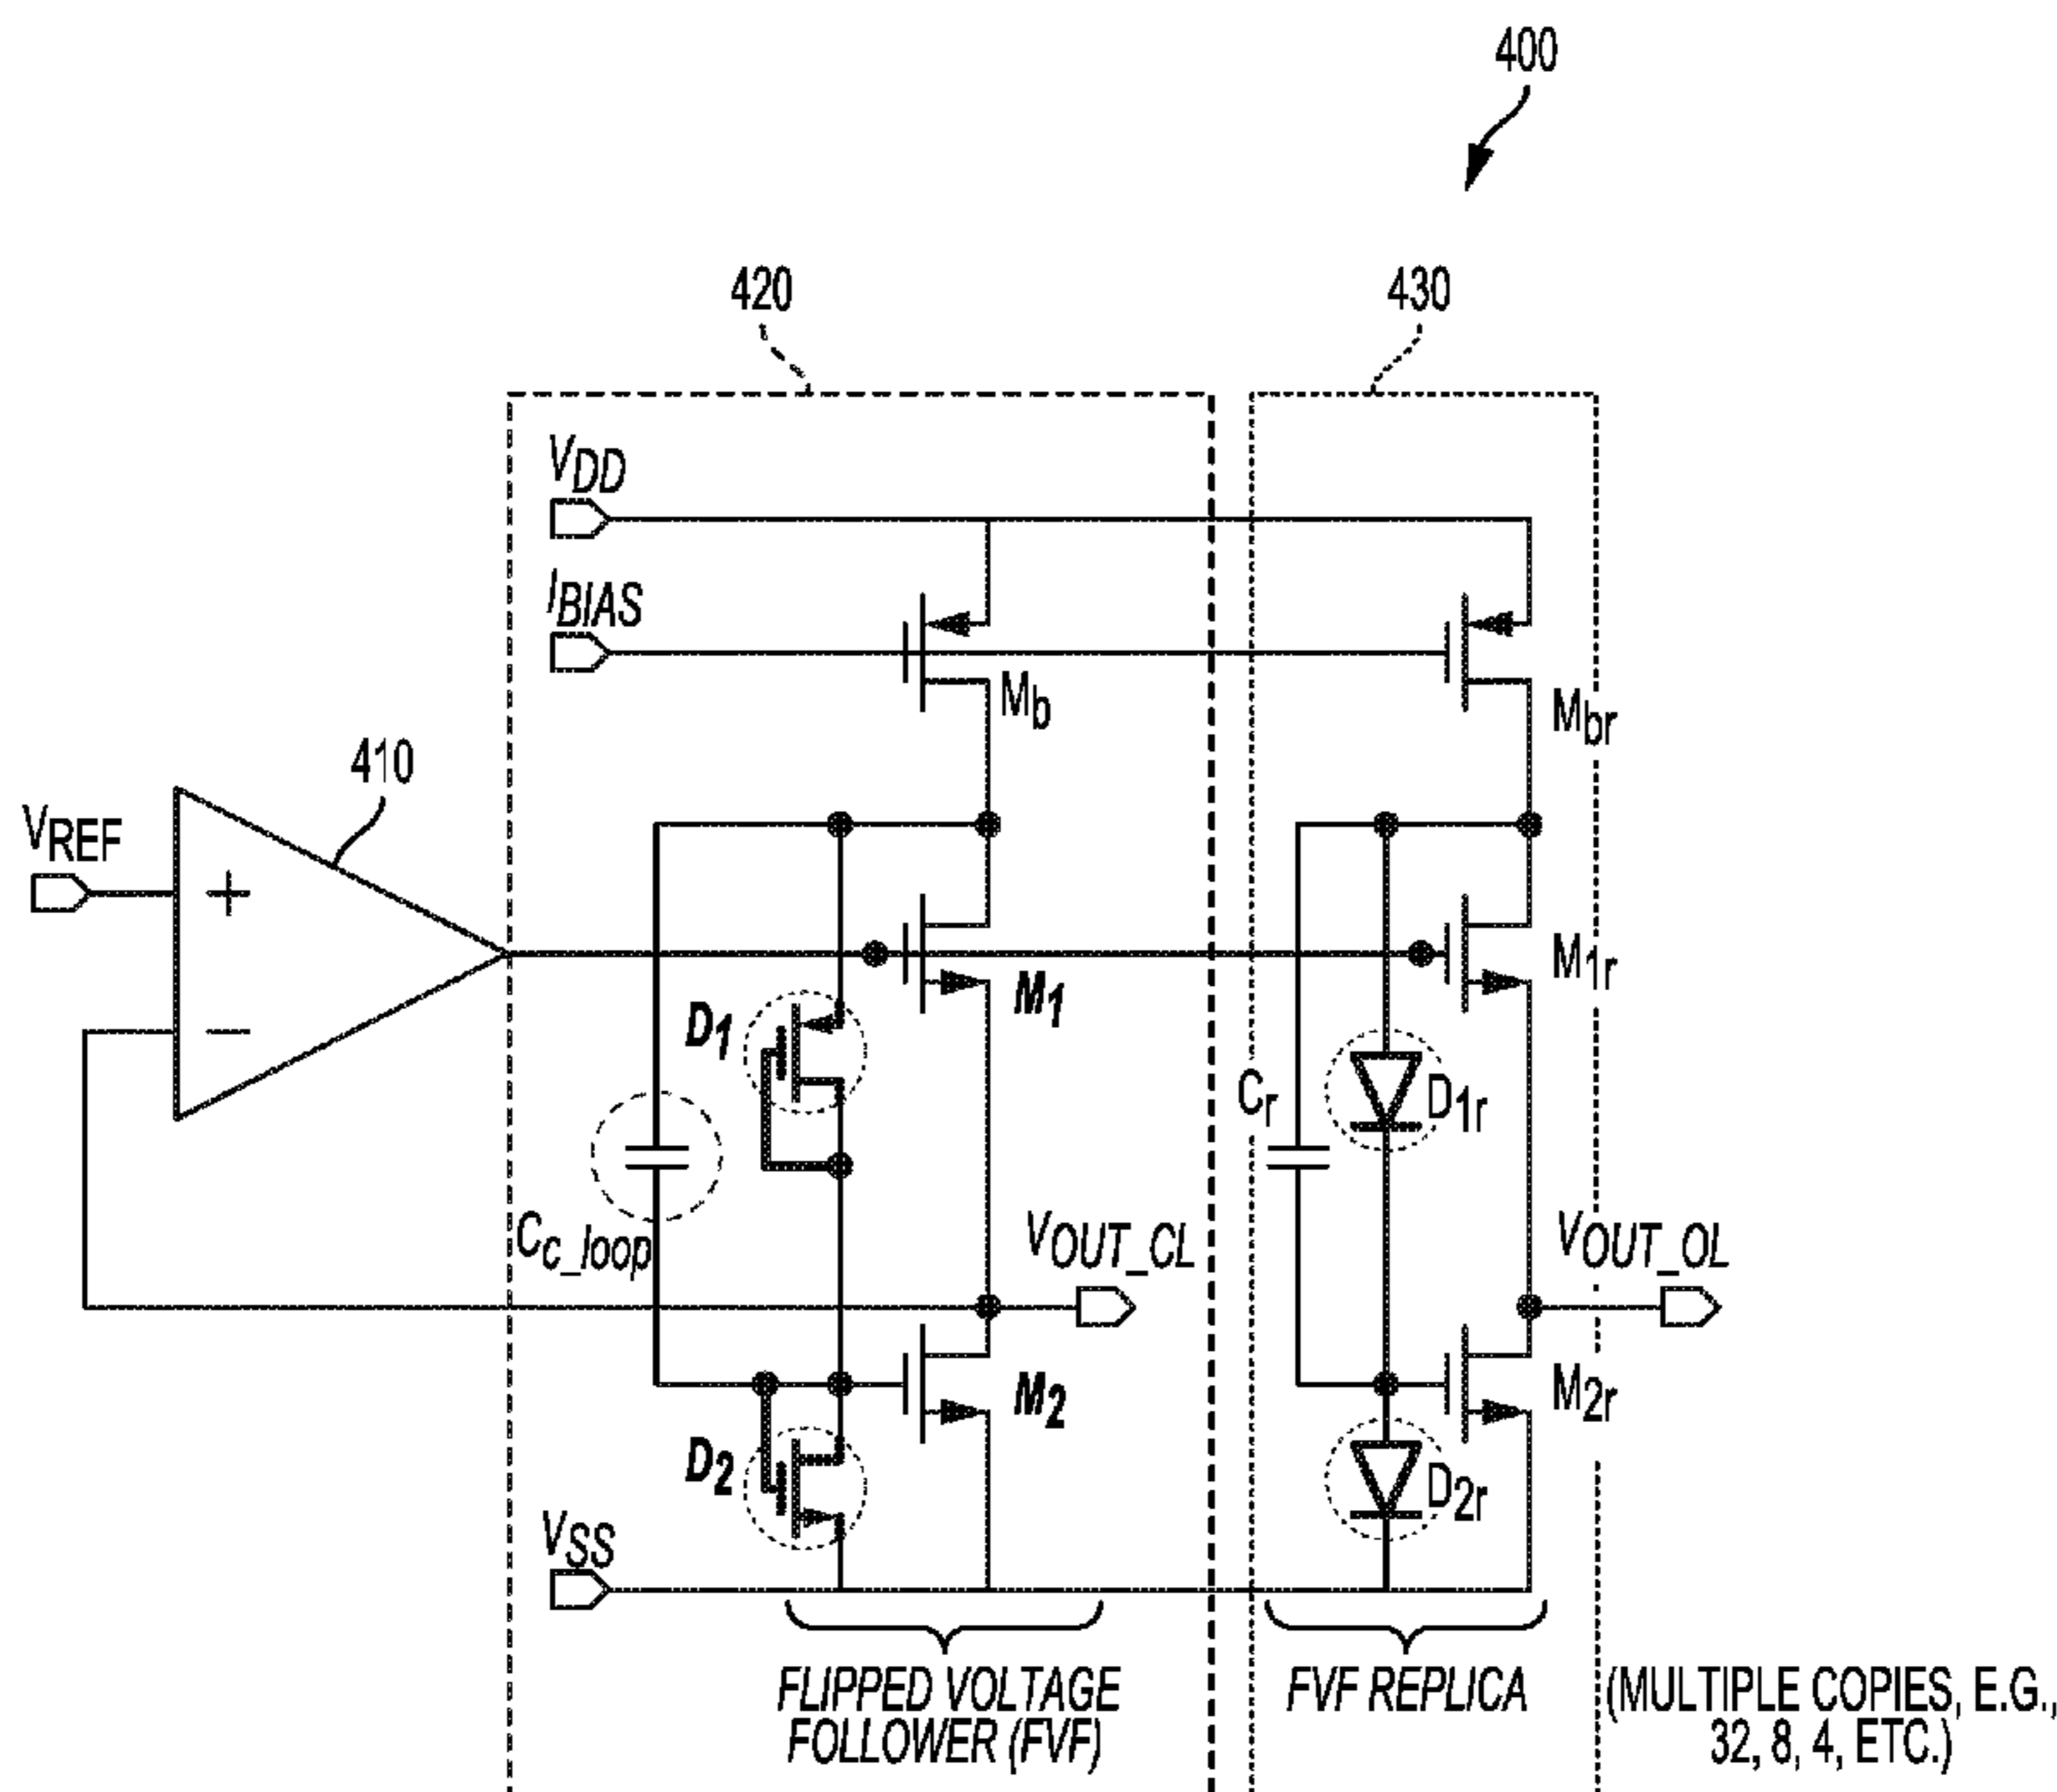 400
420
430
VDD
IBIAS
Mb
Mbr
410
VREF
+
−
M1
M1r
D1
Cr
D1r
Cc_loop
VOUT_CL
VOUT_OL
M2
M2r
D2
D2r
VSS
FLIPPED VOLTAGE
FOLLOWER (FVF)
FVF REPLICA
(MULTIPLE COPIES, E.G.,
32, 8, 4, ETC.)